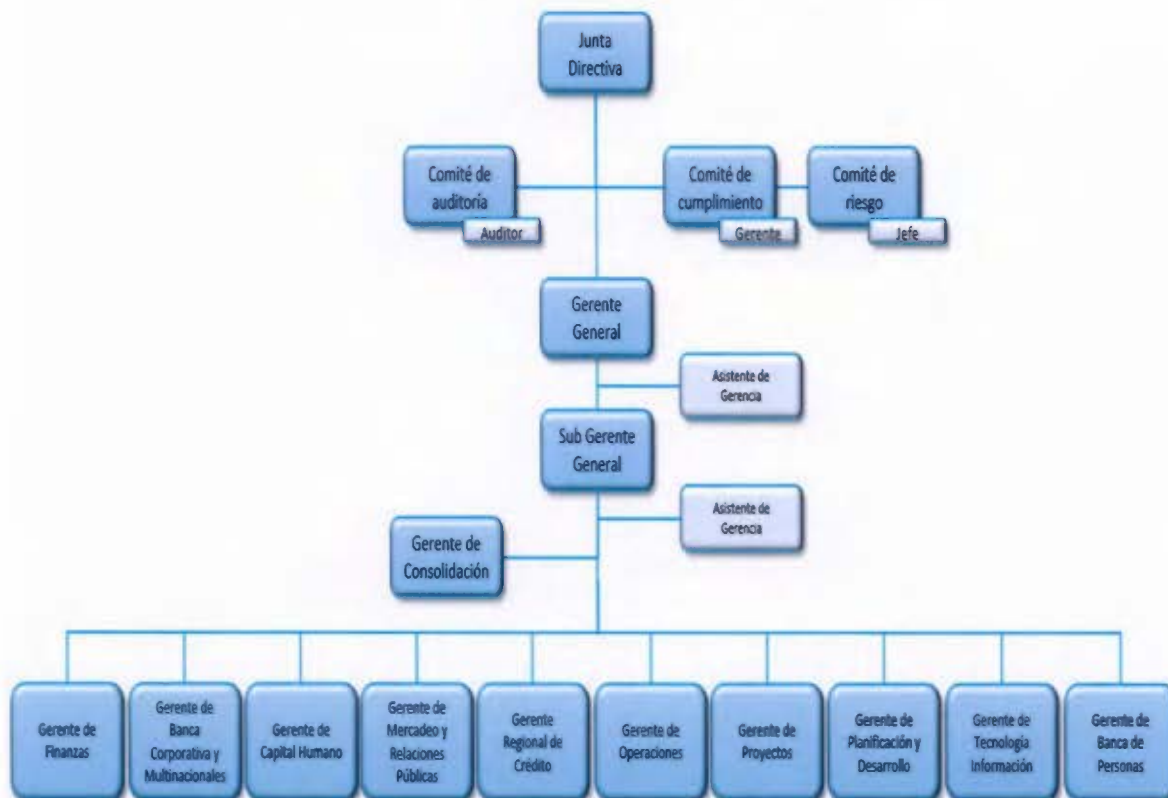 Junta
Directiva
Comité de
auditoría
Auditor
Comité de
cumplimiento
Gerente
Comité de
riesgo
Jefe
Gerente
General
Asistente de
Gerencia
Sub Gerente
General
Asistente de
Gerencia
Gerente de
Consolidación
Gerente de
Finanzas
Gerente de
Banca
Corporativa y
Multinacionales
Gerente de
Capital Humano
Gerente de
Mercadeo y
Relaciones
Públicas
Gerente
Regional de
Crédito
Gerente de
Operaciones
Gerente de
Proyectos
Gerente de
Planificación y
Desarrollo
Gerente de
Tecnología
Información
Gerente de
Banca de
Personas